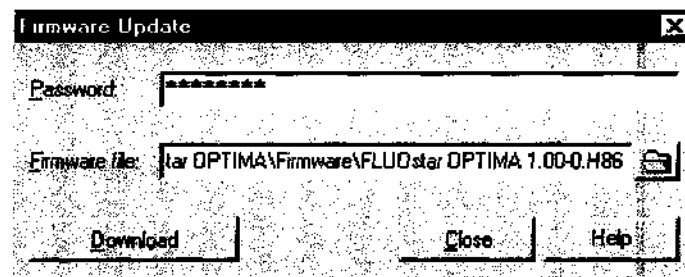 Firmware Update
Password: ********
Firmware file: tar OPTIMA\Firmware\FLUOstar OPTIMA 1.00-0.H86
Download Close Help